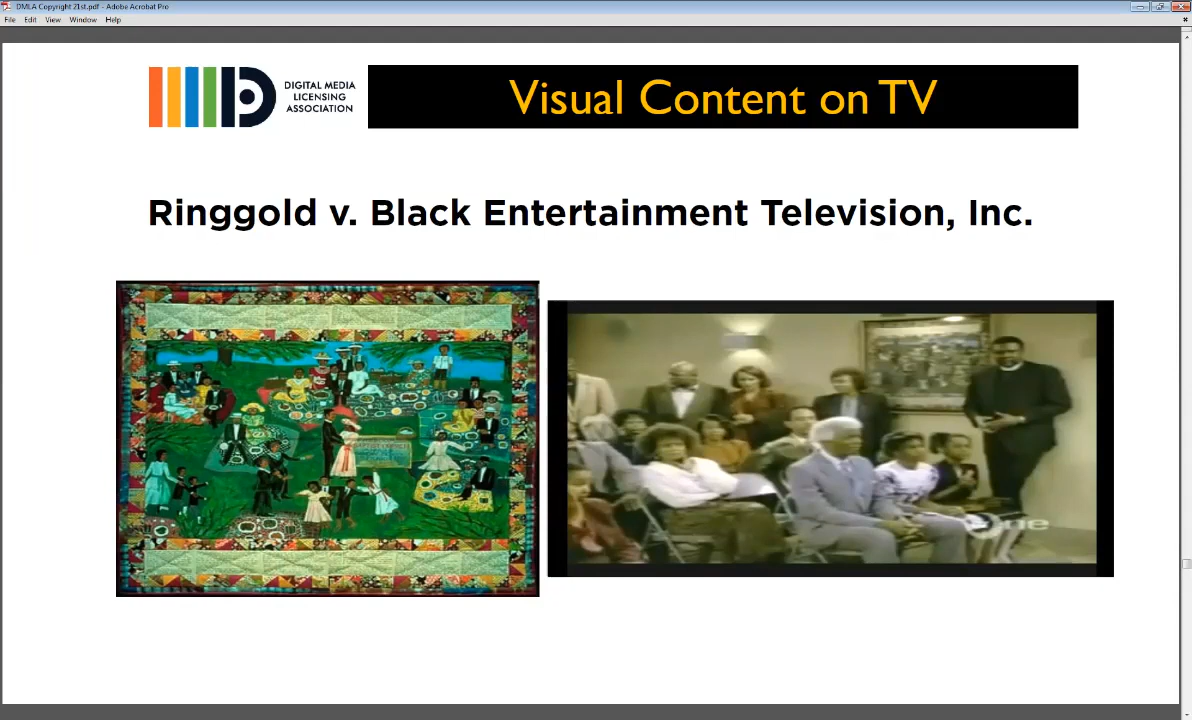 DMLA Copyright 21st.pdf - Adobe Acrobat Pro
File Edit View Window Help
DIGITAL MEDIA
LICENSING
ASSOCIATION
Visual Content on TV
Ringgold v. Black Entertainment Television, Inc.